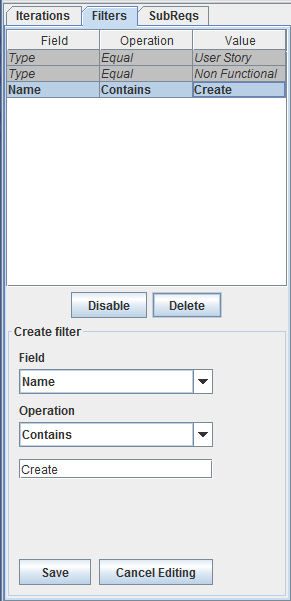 Iterations Filters SubReqs
Field Operation Value
Type Equal User Story
Type Equal Non Functional
Name Contains Create
Disable Delete
Create filter
Field
Name
Operation
Contains
Create
Save Cancel Editing